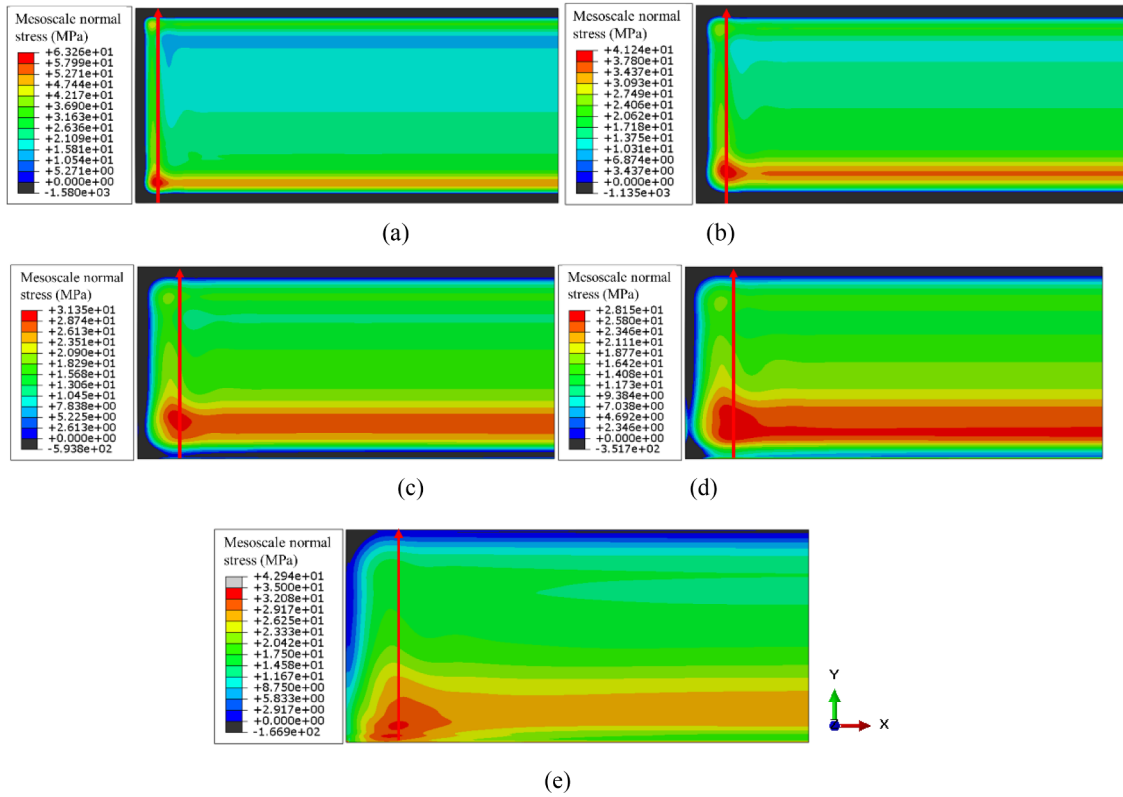 Mesoscale normal
stress (MPa)
+6.326e+01
+5.799e+01
+5.271e+01
+4.744e+01
+4.217e+01
+3.690e+01
+3.163e+01
+2.636e+01
+2.109e+01
+1.581e+01
+1.054e+01
+5.271e+00
+0.000e+00
-1.580e+03
(a)
Mesoscale normal
stress (MPa)
+4.124e+01
+3.780e+01
+3.437e+01
+3.093e+01
+2.749e+01
+2.406e+01
+2.062e+01
+1.718e+01
+1.375e+01
+1.031e+01
+6.874e+00
+3.437e+00
+0.000e+00
-1.135e+03
(b)
Mesoscale normal
stress (MPa)
+3.135e+01
+2.874e+01
+2.613e+01
+2.351e+01
+2.090e+01
+1.829e+01
+1.568e+01
+1.306e+01
+1.045e+01
+7.838e+00
+5.225e+00
+2.613e+00
+0.000e+00
-5.938e+02
(c)
Mesoscale normal
stress (MPa)
+2.815e+01
+2.580e+01
+2.346e+01
+2.111e+01
+1.877e+01
+1.642e+01
+1.408e+01
+1.173e+01
+9.384e+00
+7.038e+00
+4.692e+00
+2.346e+00
+0.000e+00
-3.517e+02
(d)
Mesoscale normal
stress (MPa)
+4.294e+01
+3.500e+01
+3.208e+01
+2.917e+01
+2.625e+01
+2.333e+01
+2.042e+01
+1.750e+01
+1.458e+01
+1.167e+01
+8.750e+00
+5.833e+00
+2.917e+00
+0.000e+00
-1.669e+02
Y
X
(e)